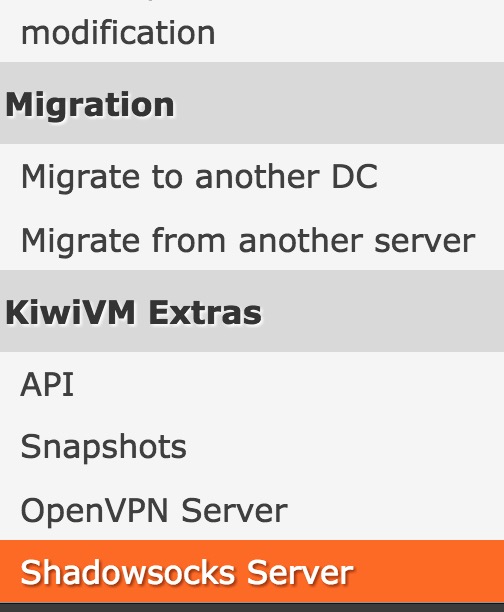 modification
Migration
Migrate to another DC
Migrate from another server
KiwiVM Extras
API
Snapshots
OpenVPN Server
Shadowsocks Server